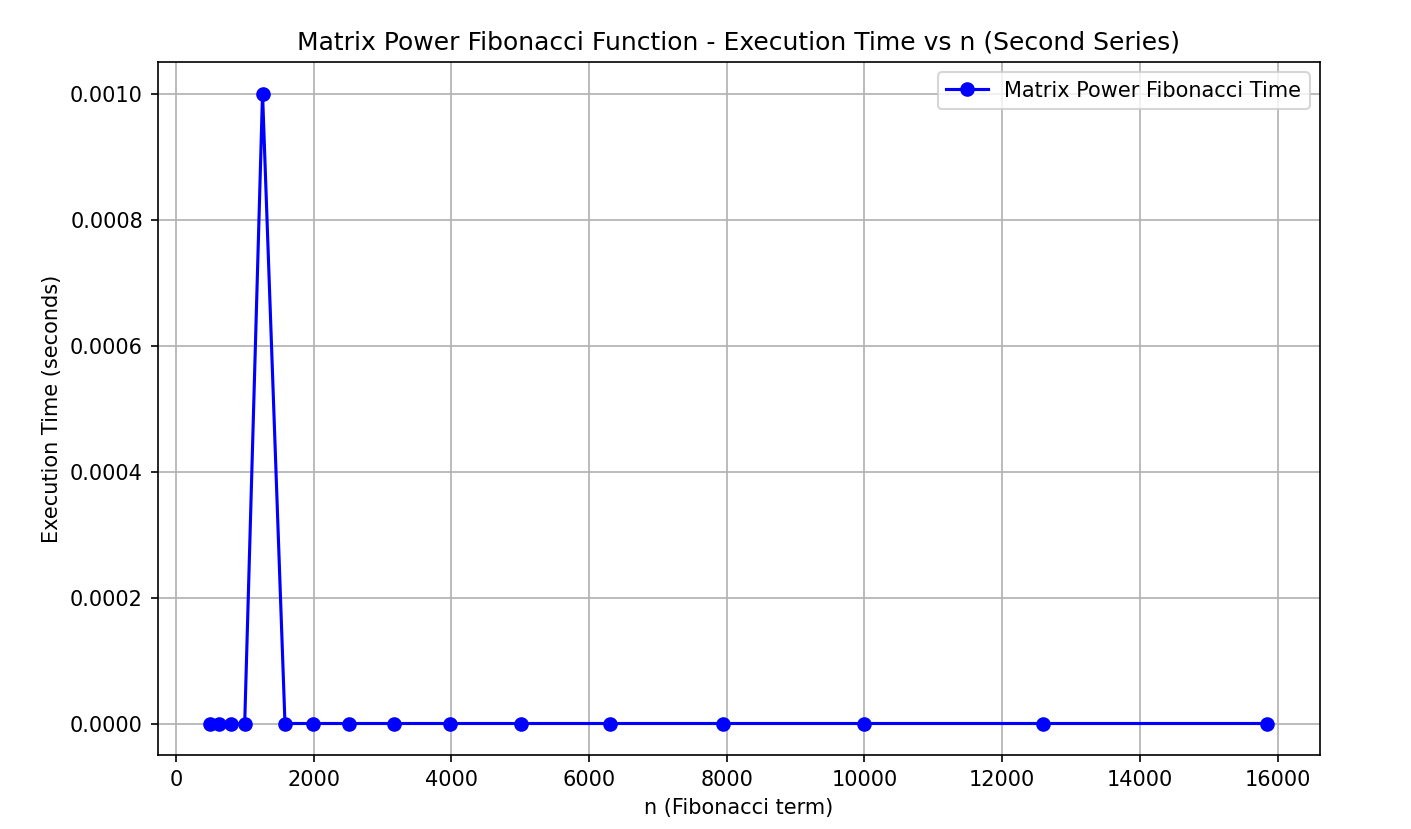 Matrix Power Fibonacci Function - Execution Time vs n (Second Series)
Matrix Power Fibonacci Time
Execution Time (seconds)
0.0010
0.0008
0.0006
0.0004
0.0002
0.0000
0 2000 4000 6000 8000 10000 12000 14000 16000
n (Fibonacci term)